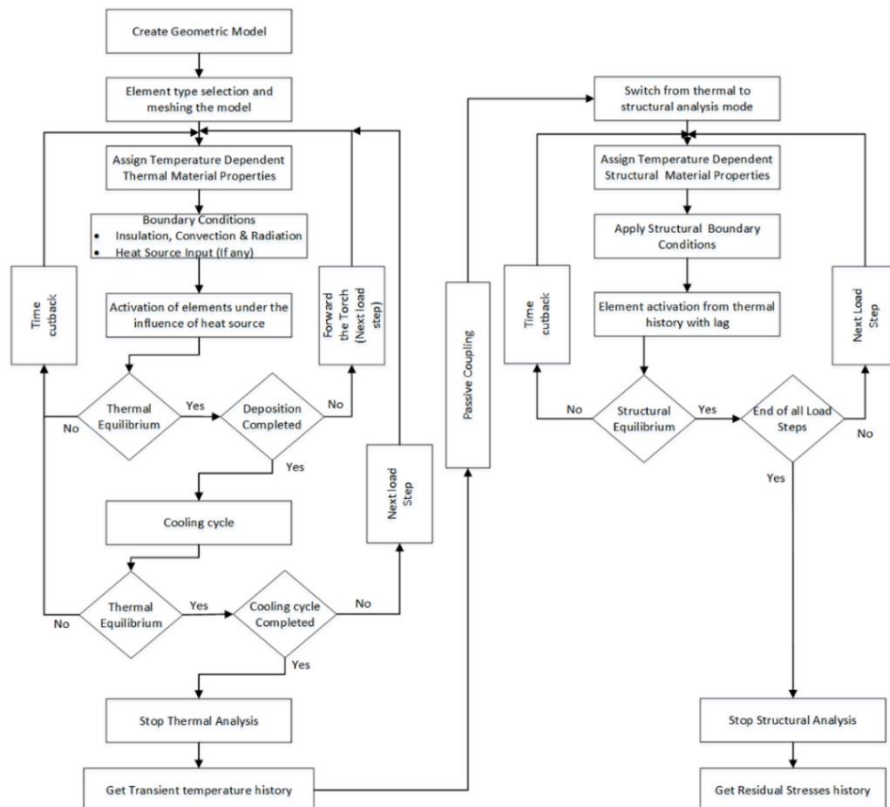 Create Geometric Model
Element type selection and
meshing the model
Assign Temperature Dependent
Thermal Material Properties
Boundary Conditions
• Insulation, Convection & Radiation
• Heat Source Input (If any)
Activation of elements under the
influence of heat source
Time
cutback
Forward
the Torch
(Next load
step)
Thermal
Equilibrium
Yes
No
Deposition
Completed
No
Yes
Cooling cycle
Next load
Step
Thermal
Equilibrium
Yes
No
Cooling cycle
Completed
No
Yes
Stop Thermal Analysis
Get Transient temperature history
Passive Coupling
Switch from thermal to
structural analysis mode
Assign Temperature Dependent
Structural Material Properties
Apply Structural Boundary
Conditions
Element activation from thermal
history with lag
Time
cutback
Next Load
Step
Structural
Equilibrium
No
Yes
End of all Load
Steps
No
Yes
Stop Structural Analysis
Get Residual Stresses history